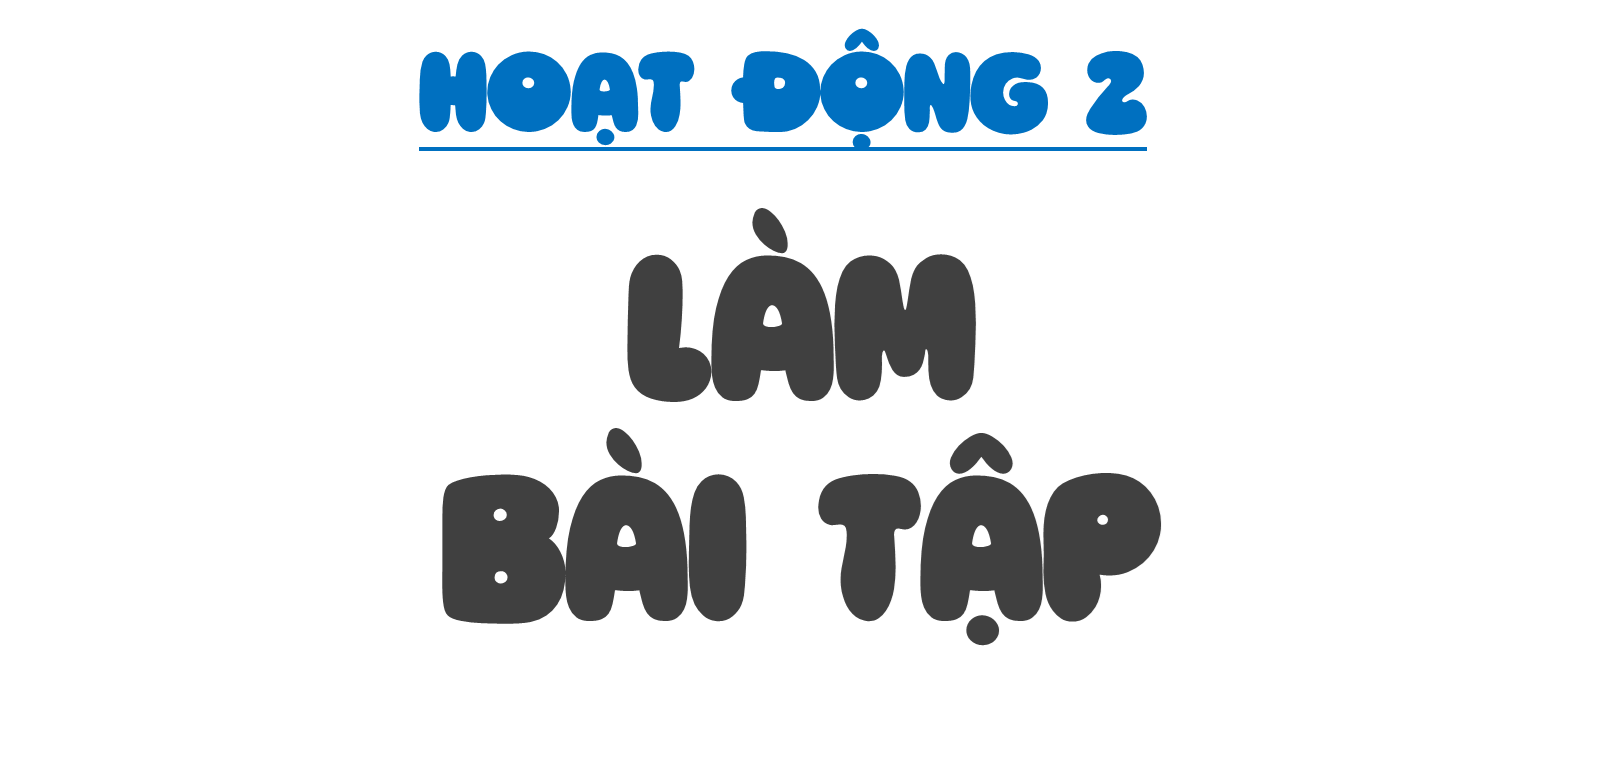 HOẠT ĐỘNG 2
LÀM
BÀI TẬP